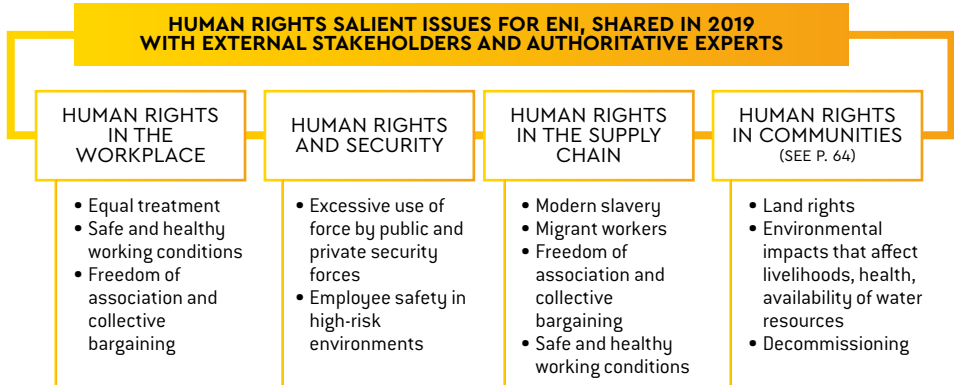 HUMAN RIGHTS SALIENT ISSUES FOR ENI, SHARED IN 2019
WITH EXTERNAL STAKEHOLDERS AND AUTHORITATIVE EXPERTS
HUMAN RIGHTS
IN THE
WORKPLACE
• Equal treatment
• Safe and healthy
working conditions
• Freedom of
association and
collective
bargaining
HUMAN RIGHTS
AND SECURITY
• Excessive use of
force by public and
private security
forces
• Employee safety in
high-risk
environments
HUMAN RIGHTS
IN THE SUPPLY
CHAIN
• Modern slavery
• Migrant workers
• Freedom of
association and
collective
bargaining
• Safe and healthy
working conditions
HUMAN RIGHTS
IN COMMUNITIES
(SEE P. 64)
• Land rights
• Environmental
impacts that affect
livelihoods, health,
availability of water
resources
• Decommissioning